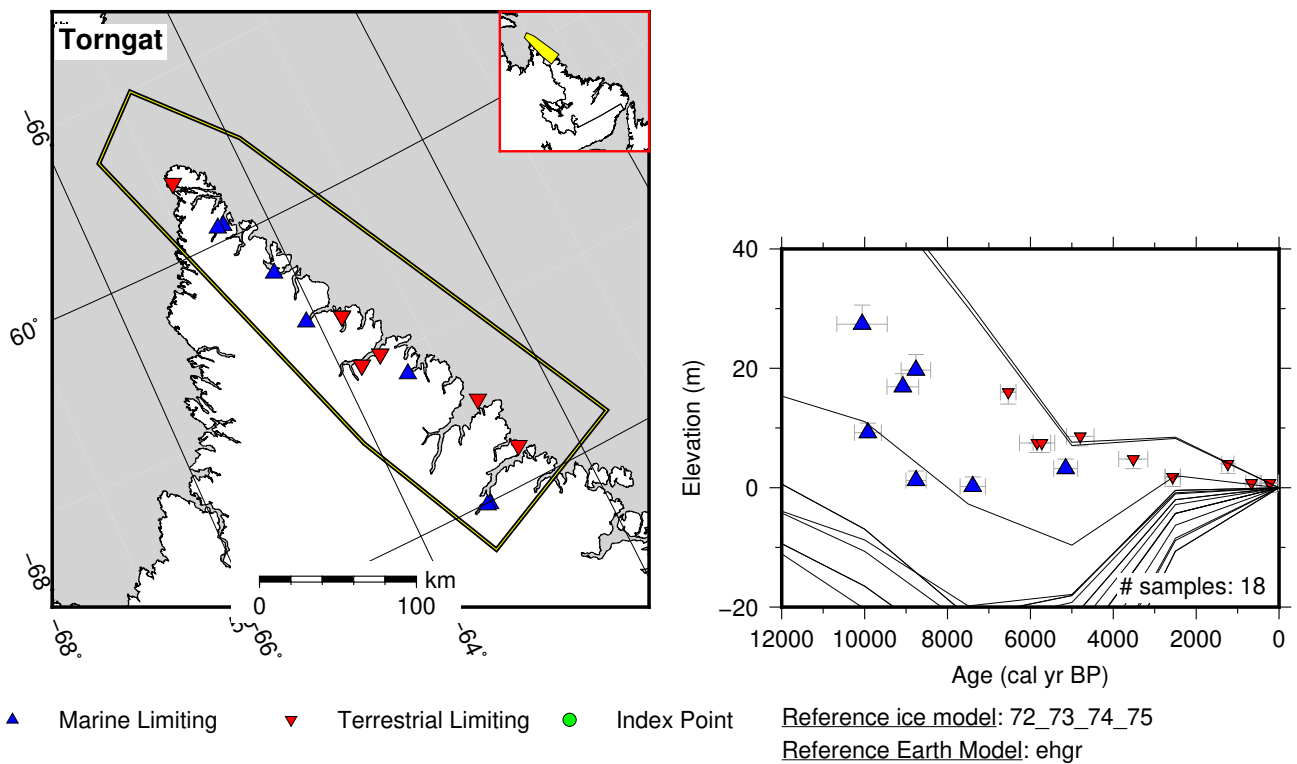 Torngat
−66
60°
−68
−68°
−66°
−64°
km
0 100
40
20
0
−20
Elevation (m)
# samples: 18
12000 10000 8000 6000 4000 2000 0
Age (cal yr BP)
Marine Limiting Terrestrial Limiting Index Point
Reference ice model: 72_73_74_75
Reference Earth Model: ehgr